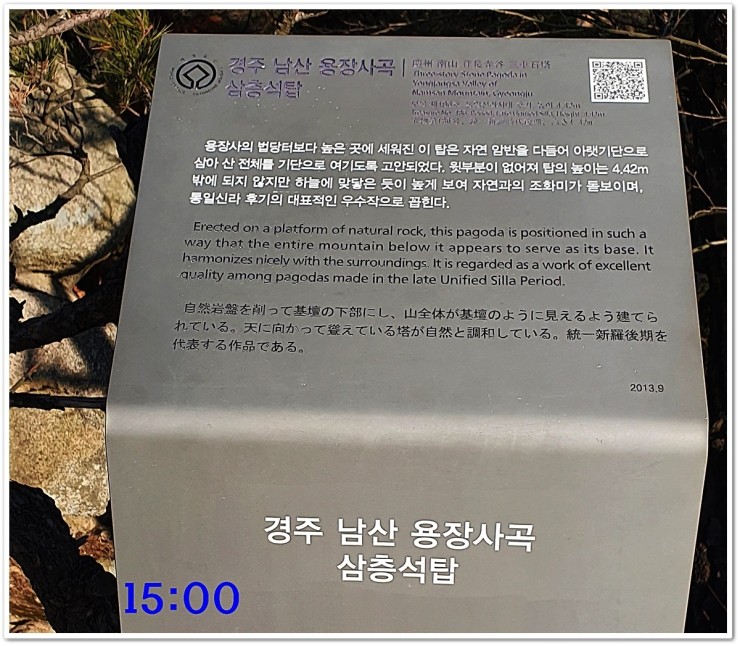 경주 남산 용장사곡
삼층석탑
慶州 南山 茸長寺谷 三重石塔
Three-story Stone Pagoda in
Yongjangsa Valley of
Namsan Mountain, Gyeongju
용장사의 법당터보다 높은 곳에 세워진 이 탑은 자연 암반을 다듬어 아랫기단으로
삼아 산 전체를 기단으로 여기도록 고안되었다. 윗부분이 없어져 탑의 높이는 4.42m
밖에 되지 않지만 하늘에 맞닿은 듯이 높게 보여 자연과의 조화미가 돋보이며,
통일신라 후기의 대표적인 우수작으로 꼽힌다.
Erected on a platform of natural rock, this pagoda is positioned in such a
way that the entire mountain below it appears to serve as its base. It
harmonizes nicely with the surroundings. It is regarded as a work of excellent
quality among pagodas made in the late Unified Silla Period.
自然岩盤を削って基壇の下部にし、山全体が基壇のように見えるよう建てら
れている。天に向かって聳えている塔が自然と調和している。統一新羅後期を
代表する作品である。
2013.9
경주 남산 용장사곡
삼층석탑
15:00